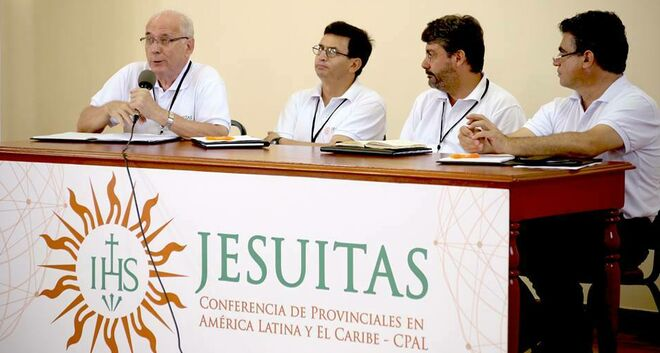 IHS
JESUITAS
CONFERENCIA DE PROVINCIALES EN
AMÉRICA LATINA Y EL CARIBE - CPAL